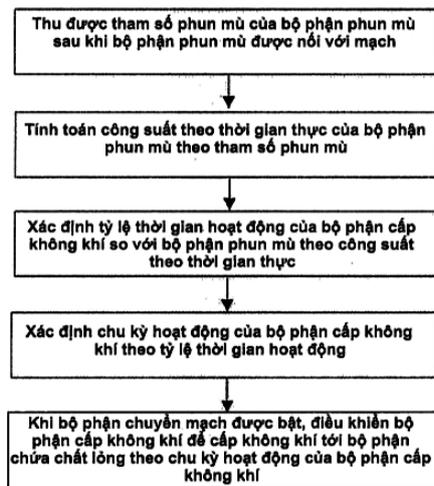 Thu được tham số phun mù của bộ phận phun mù
sau khi bộ phận phun mù được nối với mạch
Tính toán công suất theo thời gian thực của bộ phận
phun mù theo tham số phun mù
Xác định tỷ lệ thời gian hoạt động của bộ phận cấp
không khí so với bộ phận phun mù theo công suất
theo thời gian thực
Xác định chu kỳ hoạt động của bộ phận cấp không
khí theo tỷ lệ thời gian hoạt động
Khi bộ phận chuyển mạch được bật, điều khiển bộ
phận cấp không khí để cấp không khí tới bộ phận
chứa chất lỏng theo chu kỳ hoạt động của bộ phận cấp
không khí